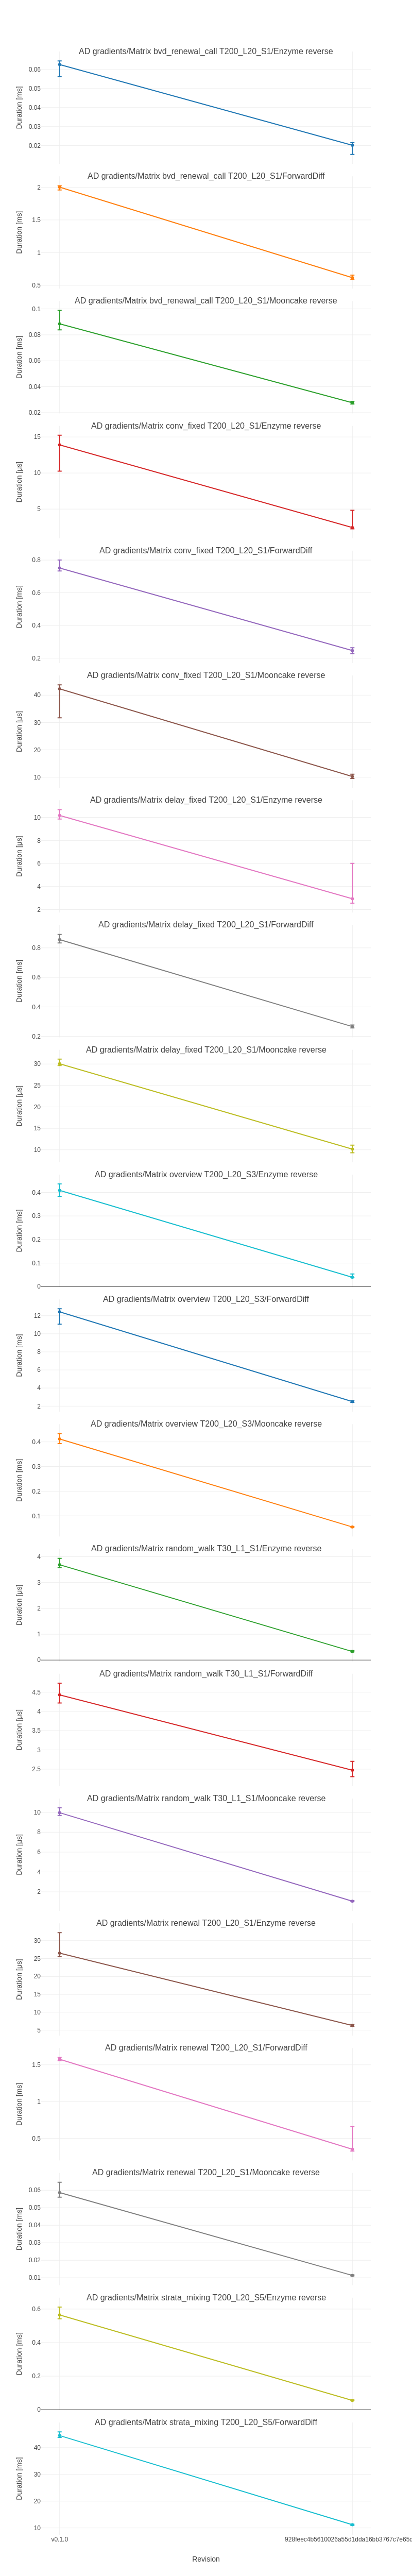 AD gradients/Matrix bvd_renewal_call T200_L20_S1/Enzyme reverse
0.06
0.05
0.04
0.03
0.02
Duration [ms]
AD gradients/Matrix bvd_renewal_call T200_L20_S1/ForwardDiff
2
1.5
1
0.5
Duration [ms]
AD gradients/Matrix bvd_renewal_call T200_L20_S1/Mooncake reverse
0.1
0.08
0.06
0.04
0.02
Duration [ms]
AD gradients/Matrix conv_fixed T200_L20_S1/Enzyme reverse
15
10
5
Duration [μs]
AD gradients/Matrix conv_fixed T200_L20_S1/ForwardDiff
0.8
0.6
0.4
0.2
Duration [ms]
AD gradients/Matrix conv_fixed T200_L20_S1/Mooncake reverse
40
30
20
10
Duration [μs]
AD gradients/Matrix delay_fixed T200_L20_S1/Enzyme reverse
10
8
6
4
2
Duration [μs]
AD gradients/Matrix delay_fixed T200_L20_S1/ForwardDiff
0.8
0.6
0.4
0.2
Duration [ms]
AD gradients/Matrix delay_fixed T200_L20_S1/Mooncake reverse
30
25
20
15
10
Duration [μs]
AD gradients/Matrix overview T200_L20_S3/Enzyme reverse
0.4
0.3
0.2
0.1
0
Duration [ms]
AD gradients/Matrix overview T200_L20_S3/ForwardDiff
12
10
8
6
4
2
Duration [ms]
AD gradients/Matrix overview T200_L20_S3/Mooncake reverse
0.4
0.3
0.2
0.1
Duration [ms]
AD gradients/Matrix random_walk T30_L1_S1/Enzyme reverse
4
3
2
1
0
Duration [μs]
AD gradients/Matrix random_walk T30_L1_S1/ForwardDiff
4.5
4
3.5
3
2.5
Duration [μs]
AD gradients/Matrix random_walk T30_L1_S1/Mooncake reverse
10
8
6
4
2
Duration [μs]
AD gradients/Matrix renewal T200_L20_S1/Enzyme reverse
30
25
20
15
10
5
Duration [μs]
AD gradients/Matrix renewal T200_L20_S1/ForwardDiff
1.5
1
0.5
Duration [ms]
AD gradients/Matrix renewal T200_L20_S1/Mooncake reverse
0.06
0.05
0.04
0.03
0.02
0.01
Duration [ms]
AD gradients/Matrix strata_mixing T200_L20_S5/Enzyme reverse
0.6
0.4
0.2
0
Duration [ms]
AD gradients/Matrix strata_mixing T200_L20_S5/ForwardDiff
40
30
20
10
Duration [ms]
v0.1.0
Revision